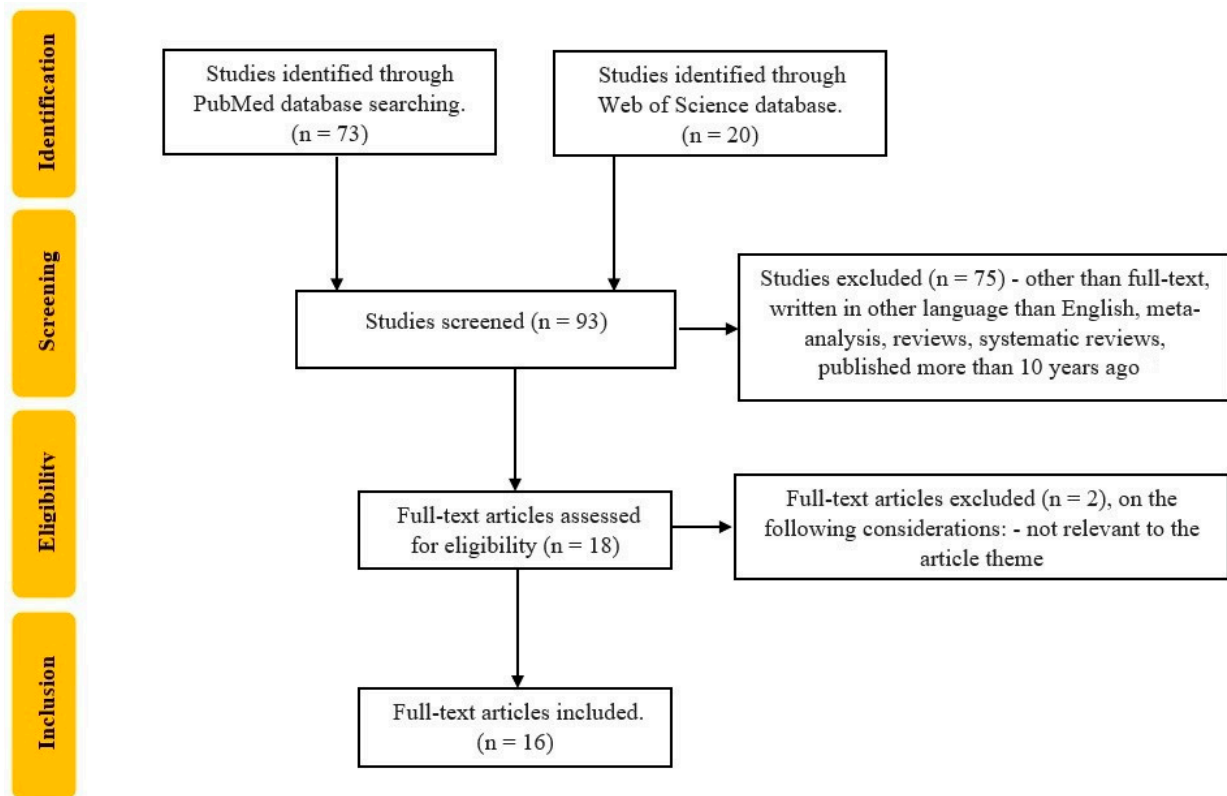 Identification
Studies identified through
PubMed database searching.
(n = 73)
Studies identified through
Web of Science database.
(n = 20)
Screening
Studies screened (n = 93)
Studies excluded (n = 75) - other than full-text,
written in other language than English, meta-
analysis, reviews, systematic reviews,
published more than 10 years ago
Eligibility
Full-text articles assessed
for eligibility (n = 18)
Full-text articles excluded (n = 2), on the
following considerations: - not relevant to the
article theme
Inclusion
Full-text articles included.
(n = 16)